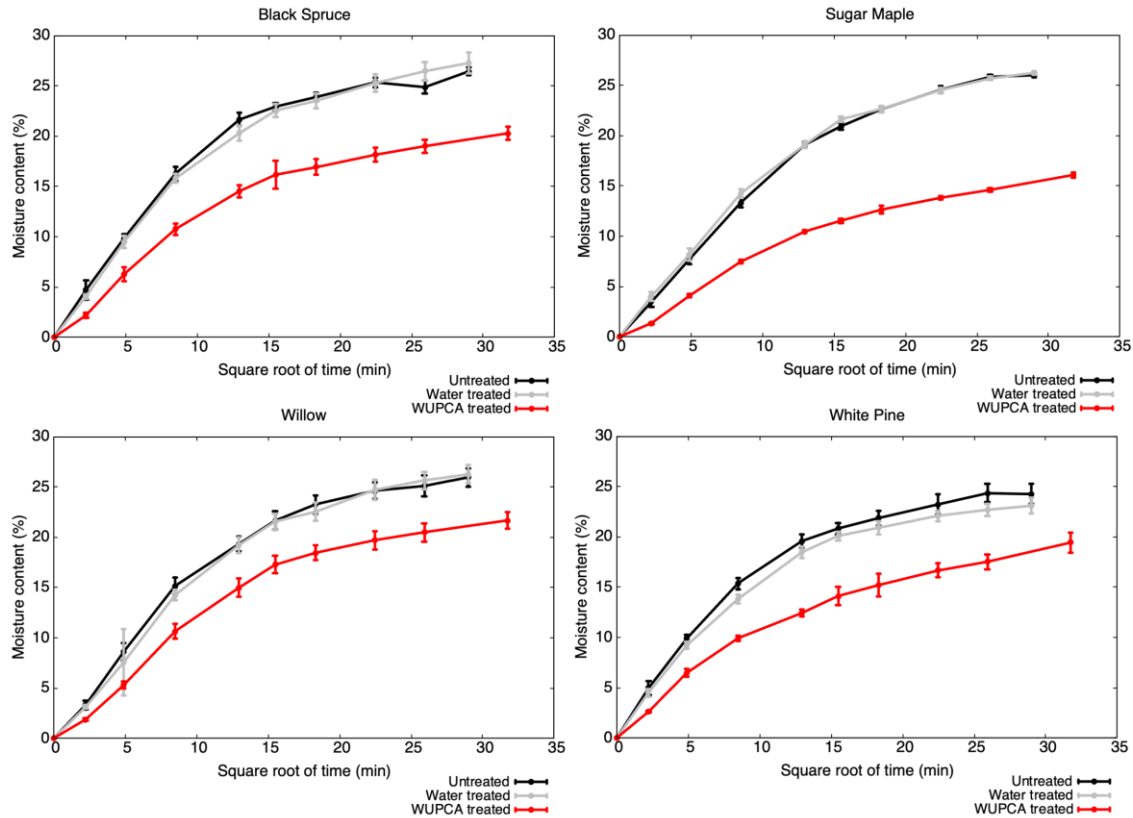 Black Spruce
30
25
20
15
10
5
0
Moisture content (%)
0 5 10 15 20 25 30 35
Square root of time (min)
Untreated
Water treated
WUPCA treated
Sugar Maple
30
25
20
15
10
5
0
Moisture content (%)
0 5 10 15 20 25 30 35
Square root of time (min)
Untreated
Water treated
WUPCA treated
Willow
30
25
20
15
10
5
0
Moisture content (%)
0 5 10 15 20 25 30 35
Square root of time (min)
Untreated
Water treated
WUPCA treated
White Pine
30
25
20
15
10
5
0
Moisture content (%)
0 5 10 15 20 25 30 35
Square root of time (min)
Untreated
Water treated
WUPCA treated